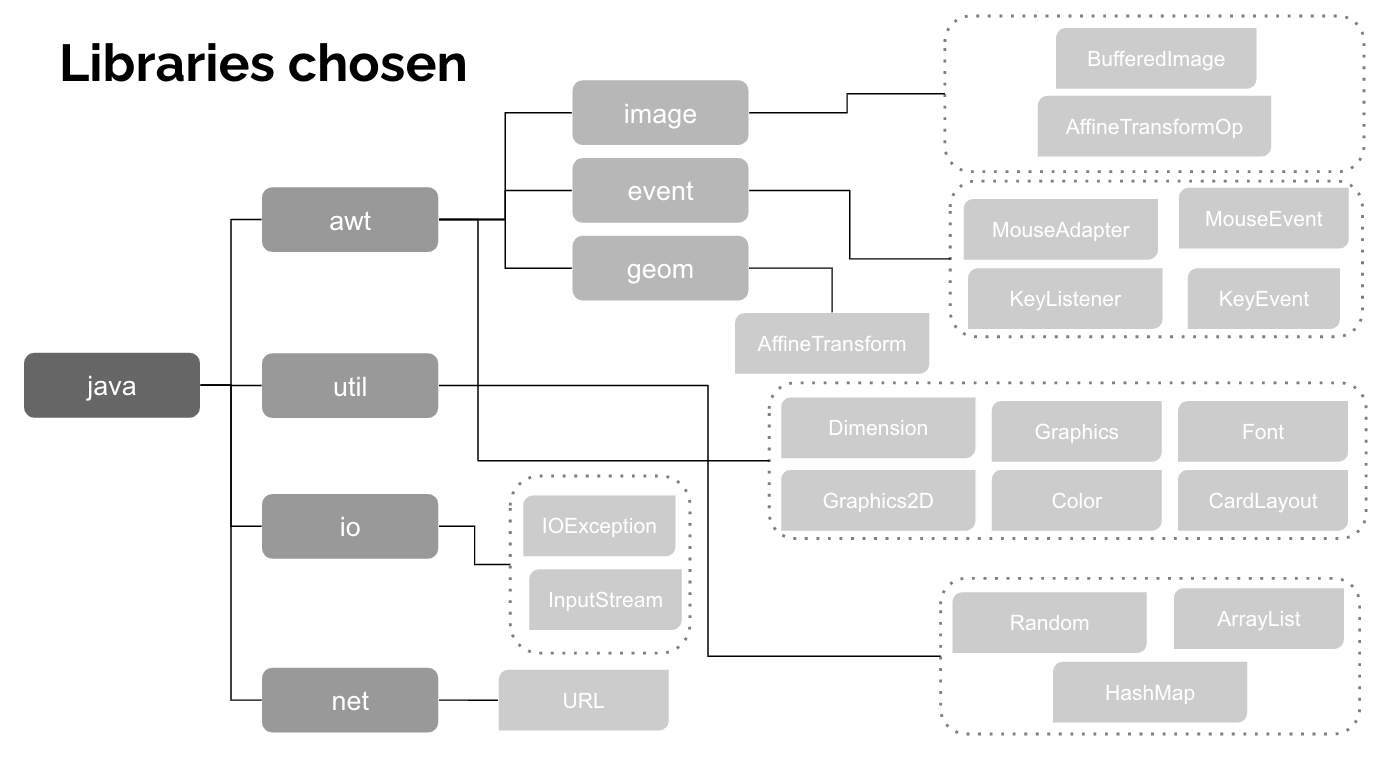 Libraries chosen
java
awt
util
io
net
image
event
geom
BufferedImage
AffineTransformOp
MouseAdapter
MouseEvent
KeyListener
KeyEvent
AffineTransform
Dimension
Graphics
Font
Graphics2D
Color
CardLayout
IOException
InputStream
Random
ArrayList
HashMap
URL